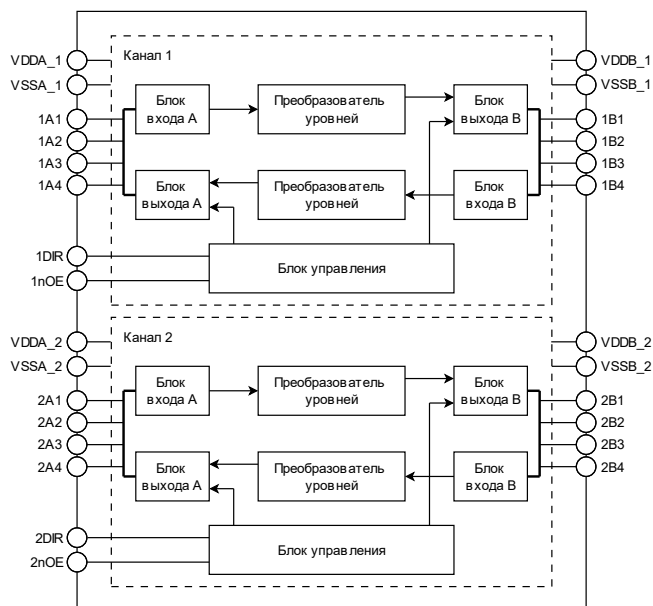 VDDA_1
VSSA_1
1A1
1A2
1A3
1A4
1DIR
1nOE
Канал 1
Блок
входа А
Преобразователь
уровней
Блок
выхода В
Блок
выхода А
Преобразователь
уровней
Блок
входа В
Блок управления
VDDB_1
VSSB_1
1B1
1B2
1B3
1B4
VDDA_2
VSSA_2
2A1
2A2
2A3
2A4
2DIR
2nOE
Канал 2
Блок
входа А
Преобразователь
уровней
Блок
выхода В
Блок
выхода А
Преобразователь
уровней
Блок
входа В
Блок управления
VDDB_2
VSSB_2
2B1
2B2
2B3
2B4